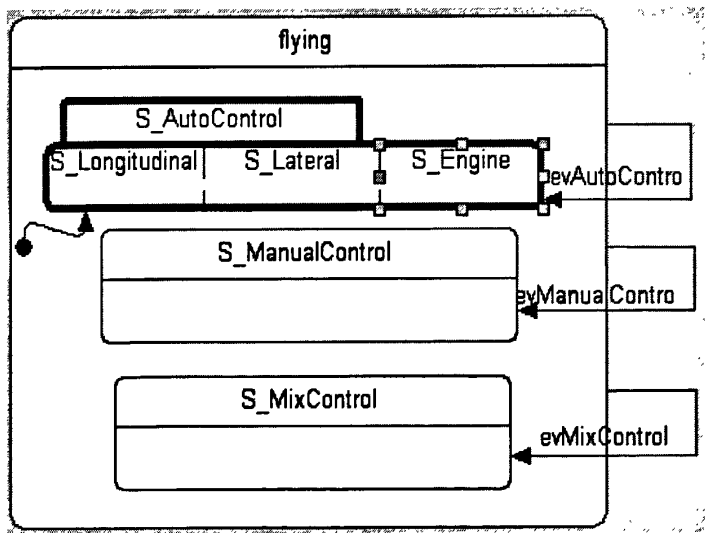 flying
S_AutoControl
S_Longitudinal S_Lateral S_Engine
evAutoContro
S_ManualControl
evManualContro
S_MixControl
evMixControl